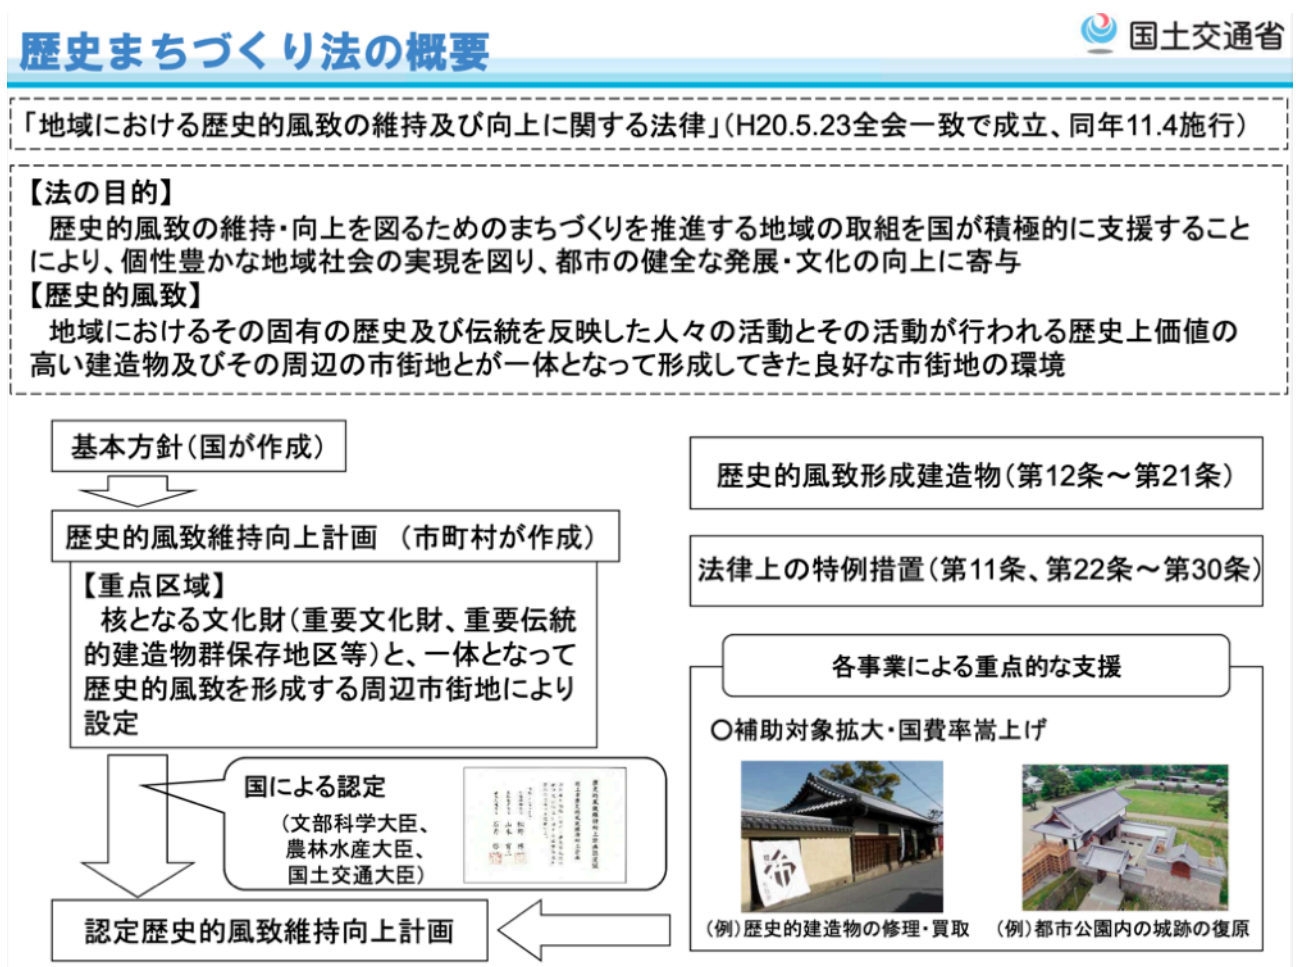 歴史まちづくり法の概要
国土交通省
「地域における歴史的風致の維持及び向上に関する法律」(H20.5.23全会一致で成立、同年11.4施行)
【法の目的】
歴史的風致の維持・向上を図るためのまちづくりを推進する地域の取組を国が積極的に支援すること
により、個性豊かな地域社会の実現を図り、都市の健全な発展・文化の向上に寄与
【歴史的風致】
地域におけるその固有の歴史及び伝統を反映した人々の活動とその活動が行われる歴史上価値の
高い建造物及びその周辺の市街地とが一体となって形成してきた良好な市街地の環境
基本方針(国が作成)
歴史的風致維持向上計画 (市町村が作成)
【重点区域】
核となる文化財(重要文化財、重要伝統
的建造物群保存地区等)と、一体となって
歴史的風致を形成する周辺市街地により
設定
国による認定
(文部科学大臣、
農林水産大臣、
国土交通大臣)
認定歴史的風致維持向上計画
歴史的風致形成建造物(第12条~第21条)
法律上の特例措置(第11条、第22条~第30条)
各事業による重点的な支援
○補助対象拡大・国費率嵩上げ
(例)歴史的建造物の修理・買取
(例)都市公園内の城跡の復原